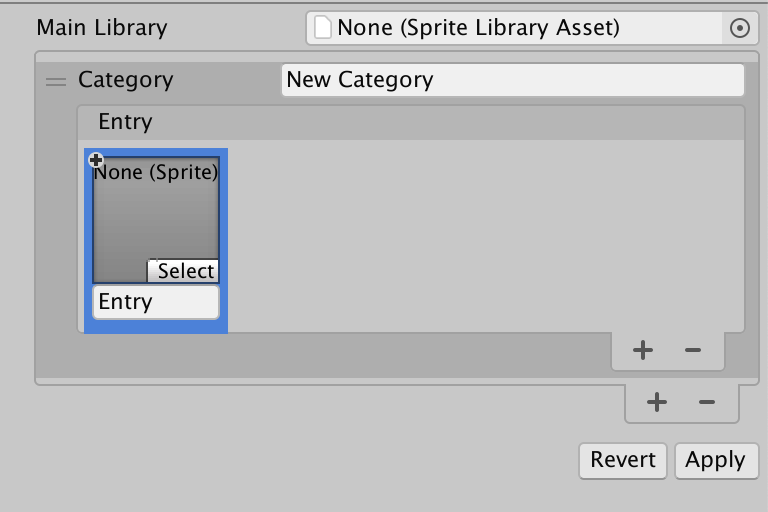 Main Library None (Sprite Library Asset)
Category New Category
Entry
None (Sprite)
Select
Entry
+ −
+ −
Revert Apply